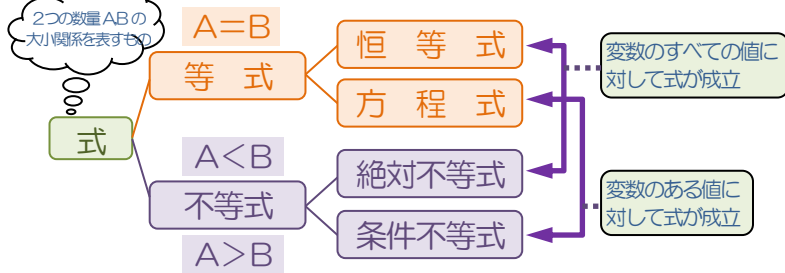 2つの数量ABの
大小関係を表すもの
式
A=B
等 式
恒 等 式
方 程 式
変数のすべての値に
対して式が成立
A<B
不等式
A>B
絶対不等式
条件不等式
変数のある値に
対して式が成立